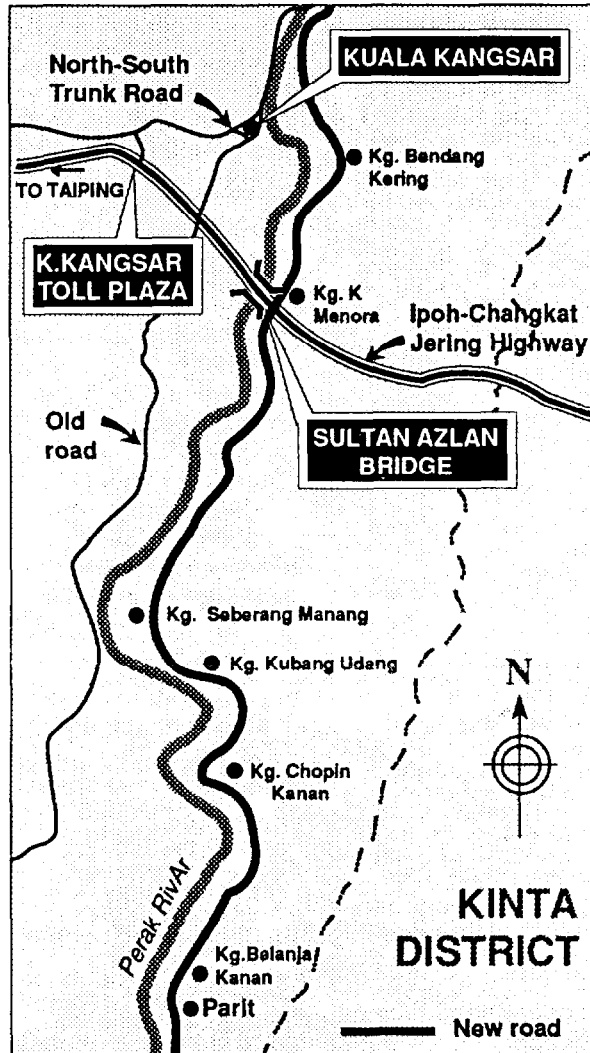 North-South
Trunk Road
KUALA KANGSAR
Kg. Bendang
Kering
TO TAIPING
K.KANGSAR
TOLL PLAZA
Kg. K
Menora
Ipoh-Changkat
Jering Highway
Old
road
SULTAN AZLAN
BRIDGE
Kg. Seberang Manang
Kg. Kubang Udang
N
Kg. Chopin
Kanan
Perak RivAr
KINTA
DISTRICT
Kg.Belanja
Kanan
Parit
New road